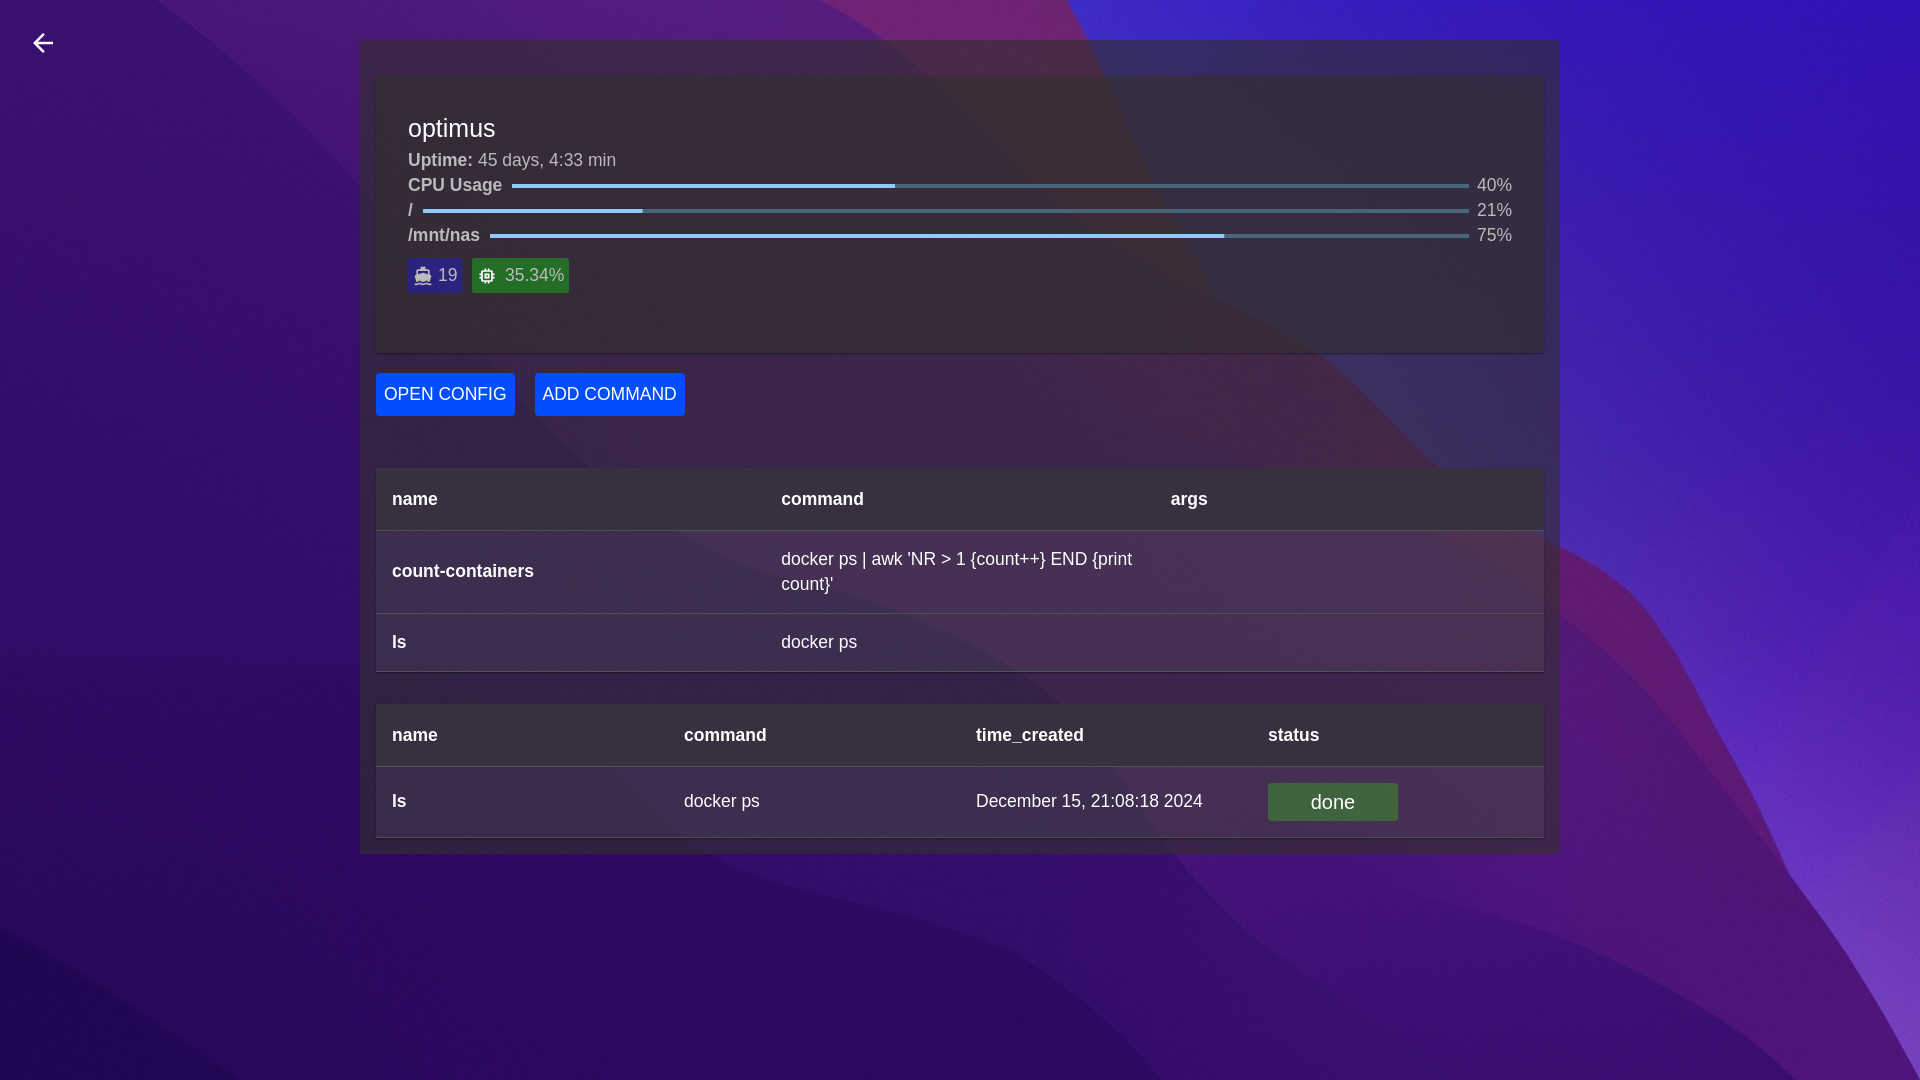 optimus
Uptime: 45 days, 4:33 min
CPU Usage 40%
/ 21%
/mnt/nas 75%
19 35.34%
OPEN CONFIG ADD COMMAND
name command args
count-containers docker ps | awk 'NR > 1 {count++} END {print
count}'
ls docker ps
name command time_created status
ls docker ps December 15, 21:08:18 2024 done